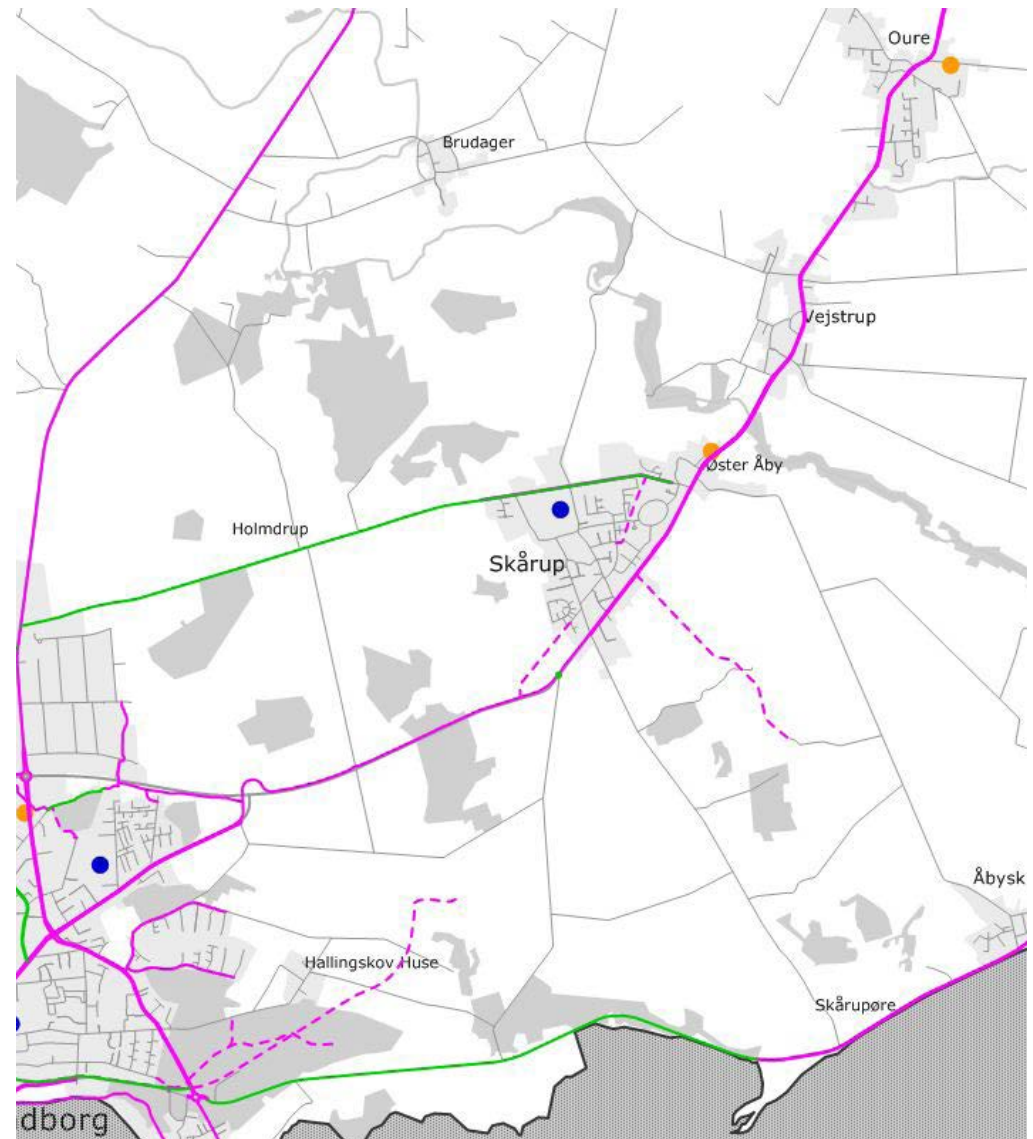 Oure
Brudager
Vejstrup
Øster Åby
Holmdrup
Skårup
Åbysk
Hallingskov Huse
Skårupøre
dborg